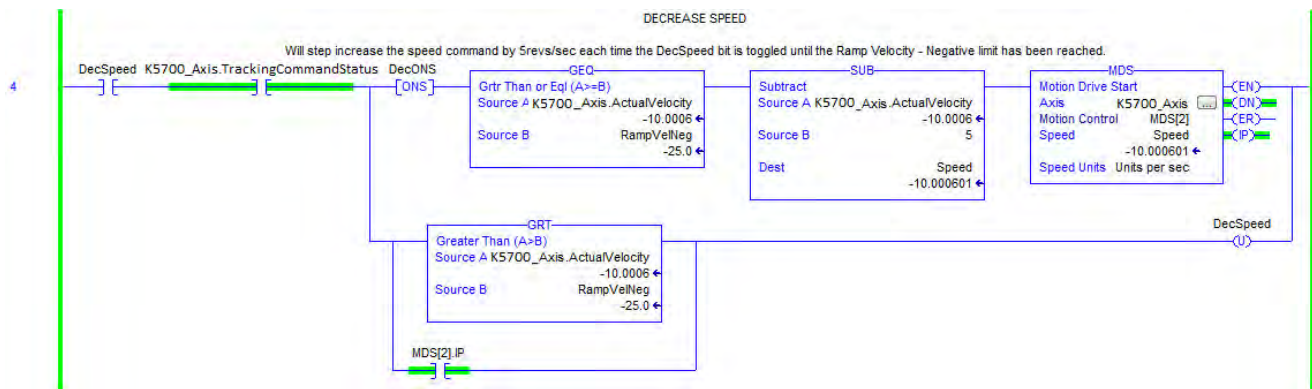 DECREASE SPEED
Will step increase the speed command by 5revs/sec each time the DecSpeed bit is toggled until the Ramp Velocity - Negative limit has been reached.
4
DecSpeed K5700_Axis.TrackingCommandStatus DecONS
ONS
GEQ
Grtr Than or Eql (A>=B)
Source A K5700_Axis.ActualVelocity
-10.0006
Source B RampVelNeg
-25.0
SUB
Subtract
Source A K5700_Axis.ActualVelocity
-10.0006
Source B 5
Dest Speed
-10.000601
MDS
Motion Drive Start
Axis K5700_Axis ...
Motion Control MDS[2]
Speed Speed
-10.000601
Speed Units Units per sec
(EN)
(DN)
(ER)
(IP)
GRT
Greater Than (A>B)
Source A K5700_Axis.ActualVelocity
-10.0006
Source B RampVelNeg
-25.0
DecSpeed
(U)
MDS[2].IP